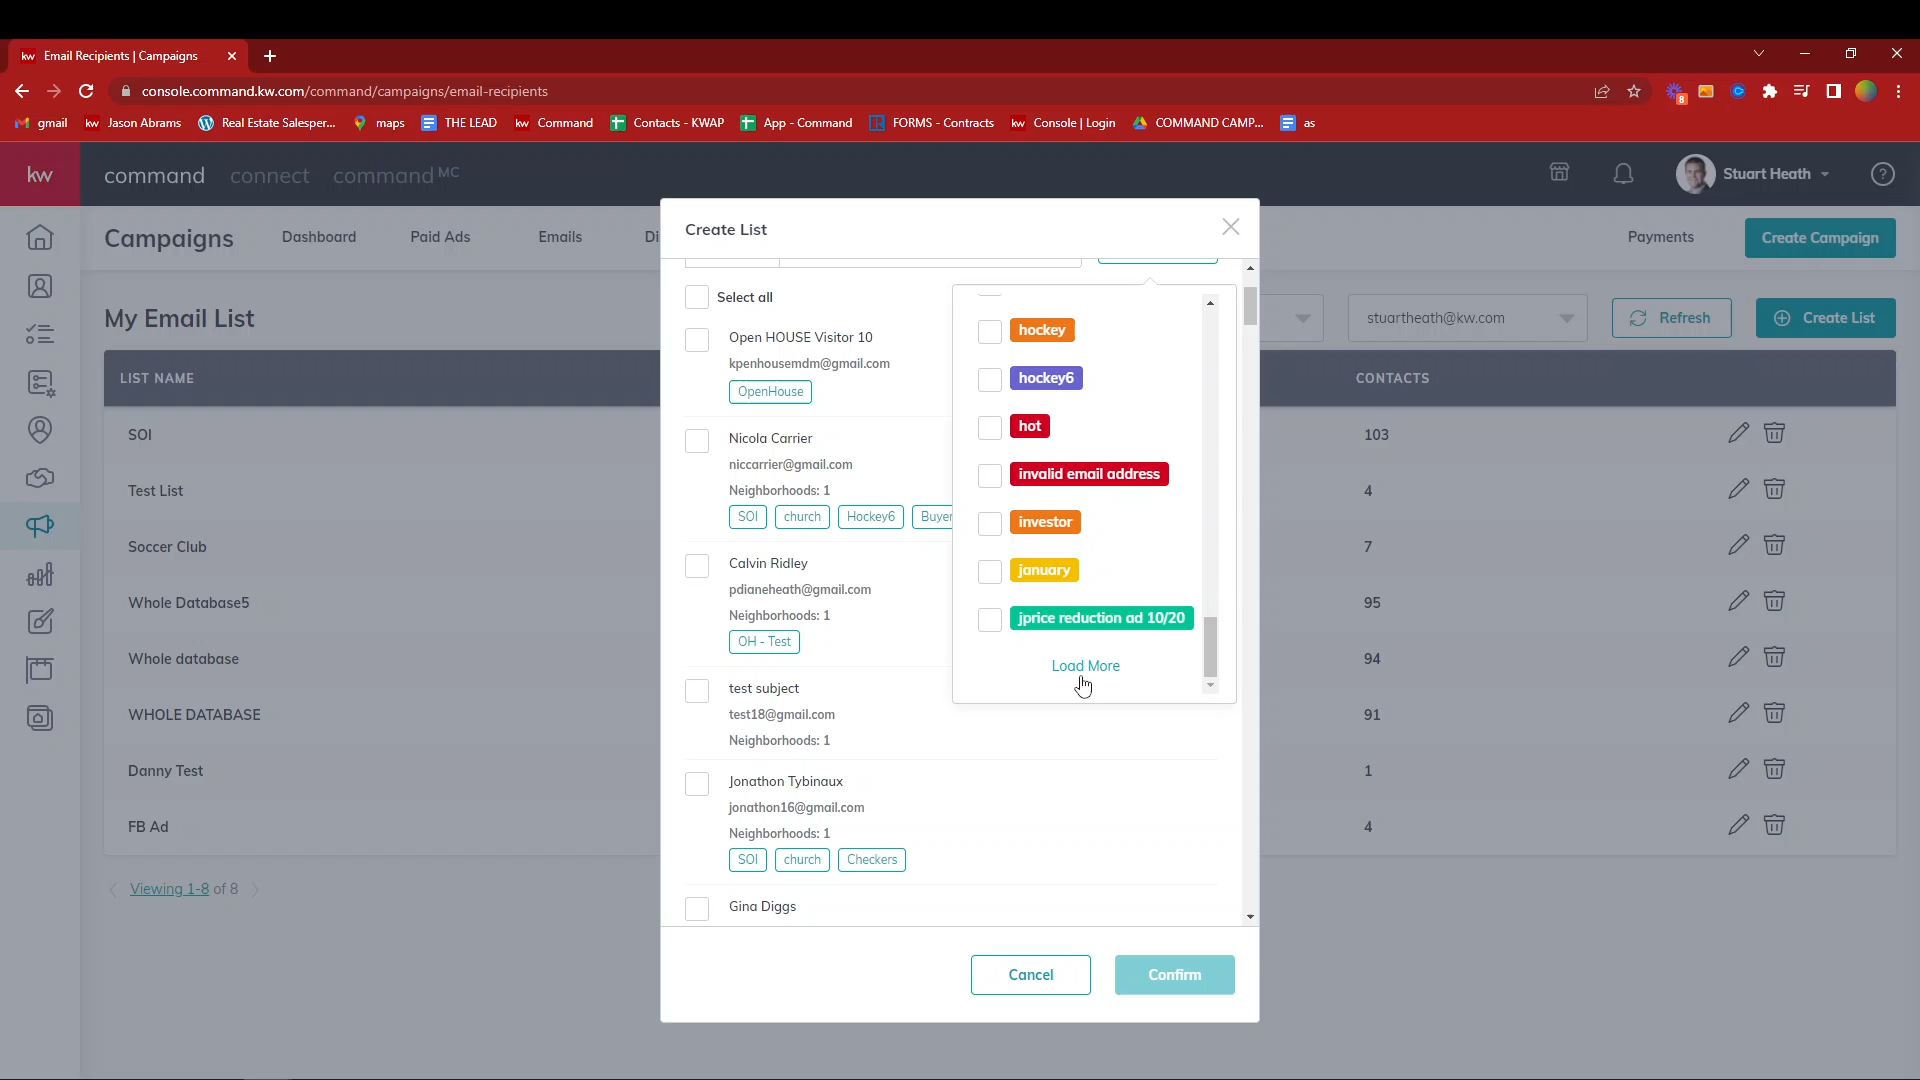 kw Email Recipients | Campaigns
console.command.kw.com/command/campaigns/email-recipients
8
gmail kw Jason Abrams Real Estate Salesper... maps THE LEAD kw Command Contacts - KWAP App - Command FORMS - Contracts kw Console | Login COMMAND CAMP... as
kw command connect command MC Stuart Heath ?
Campaigns Dashboard Paid Ads Emails Di Payments Create Campaign
My Email List stuartheath@kw.com Refresh Create List
LIST NAME CONTACTS
SOI 103
Test List 4
Soccer Club 7
Whole Database5 95
Whole database 94
WHOLE DATABASE 91
Danny Test 1
FB Ad 4
Viewing 1-8 of 8
Create List
Select all
Open HOUSE Visitor 10
kpenhousemdm@gmail.com
OpenHouse
Nicola Carrier
niccarrier@gmail.com
Neighborhoods: 1
SOI church Hockey6 Buyer
Calvin Ridley
pdianeheath@gmail.com
Neighborhoods: 1
OH - Test
test subject
test18@gmail.com
Neighborhoods: 1
Jonathon Tybinaux
jonathon16@gmail.com
Neighborhoods: 1
SOI church Checkers
Gina Diggs
hockey
hockey6
hot
invalid email address
investor
january
jprice reduction ad 10/20
Load More
Cancel Confirm